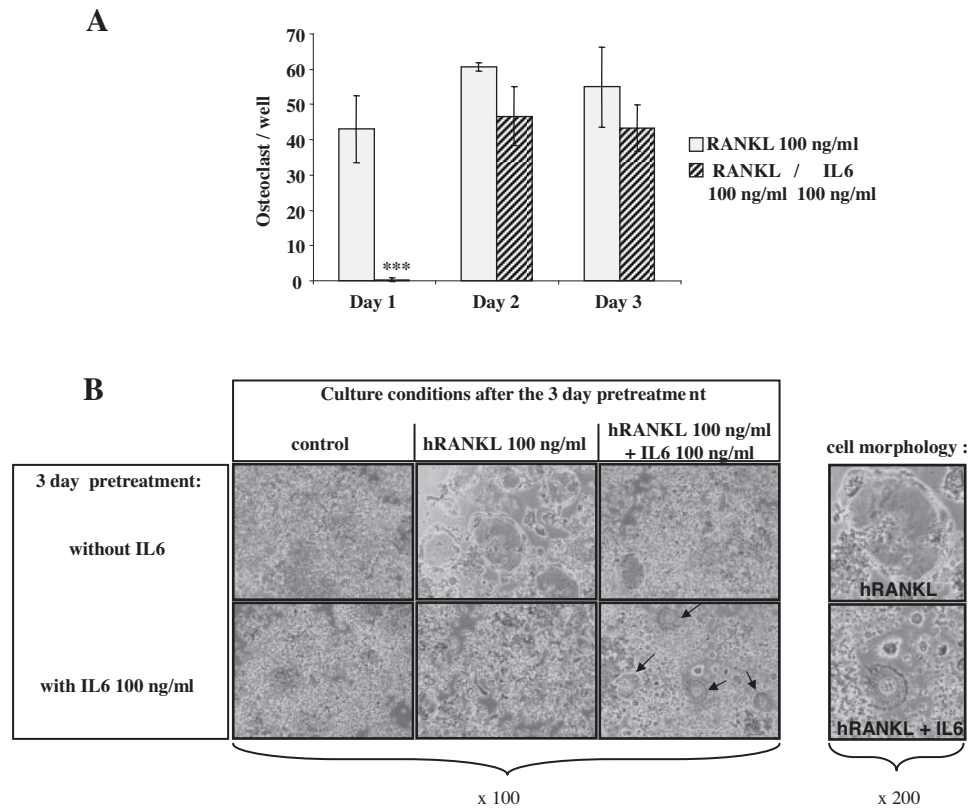 A
70
60
50
40
30
20
10
0
Osteoclast / well
***
Day 1 Day 2 Day 3
RANKL 100 ng/ml
RANKL / IL6
100 ng/ml 100 ng/ml
B
Culture conditions after the 3 day pretreatment
control
hRANKL 100 ng/ml
hRANKL 100 ng/ml
+ IL6 100 ng/ml
cell morphology :
3 day pretreatment:
without IL6
hRANKL
with IL6 100 ng/ml
hRANKL + IL6
x 100
x 200